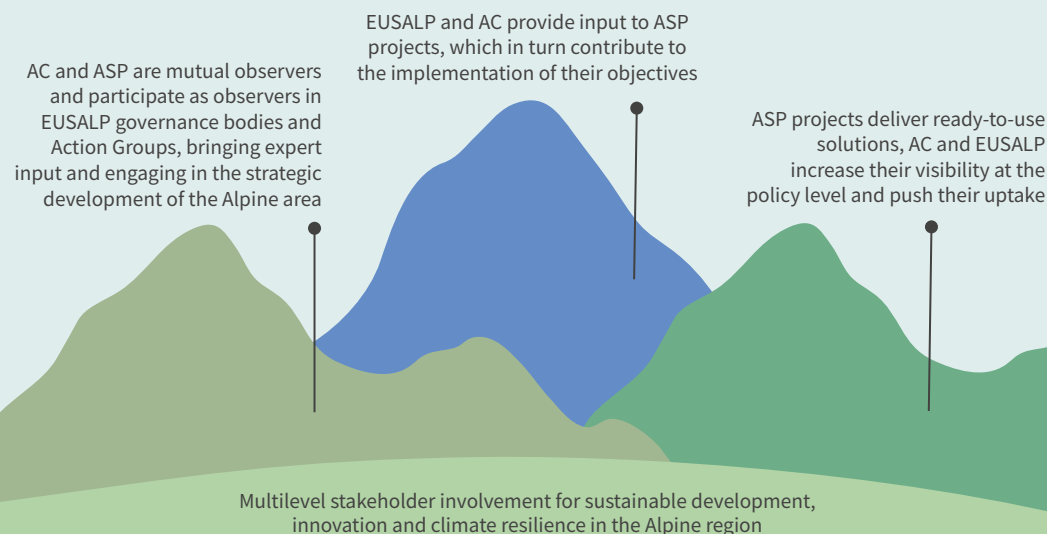 AC and ASP are mutual observers
and participate as observers in
EUSALP governance bodies and
Action Groups, bringing expert
input and engaging in the strategic
development of the Alpine area
EUSALP and AC provide input to ASP
projects, which in turn contribute to
the implementation of their objectives
ASP projects deliver ready-to-use
solutions, AC and EUSALP
increase their visibility at the
policy level and push their uptake
Multilevel stakeholder involvement for sustainable development,
innovation and climate resilience in the Alpine region